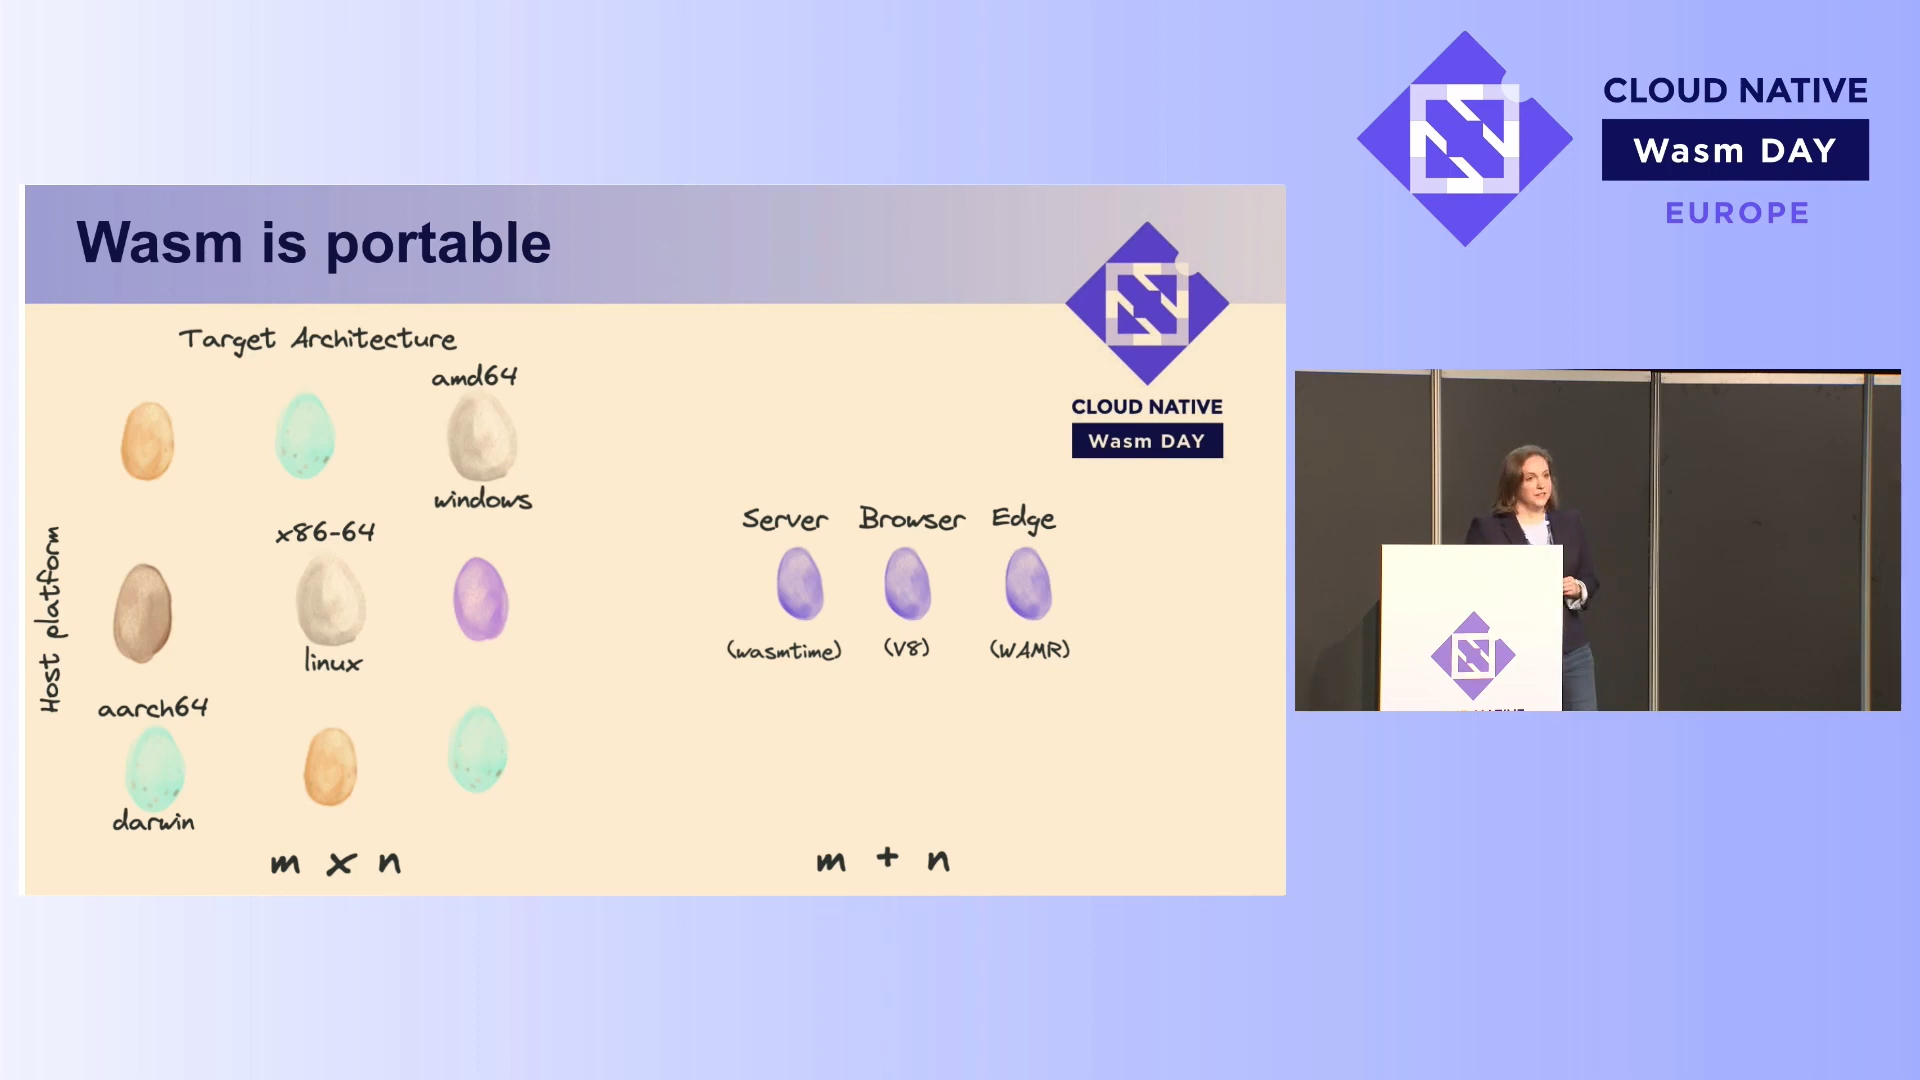 CLOUD NATIVE
Wasm DAY
EUROPE
Wasm is portable
CLOUD NATIVE
Wasm DAY
Target Architecture
Host platform
amd64
windows
x86-64
linux
aarch64
darwin
m x n
Server Browser Edge
(wasmtime) (V8) (WAMR)
m + n